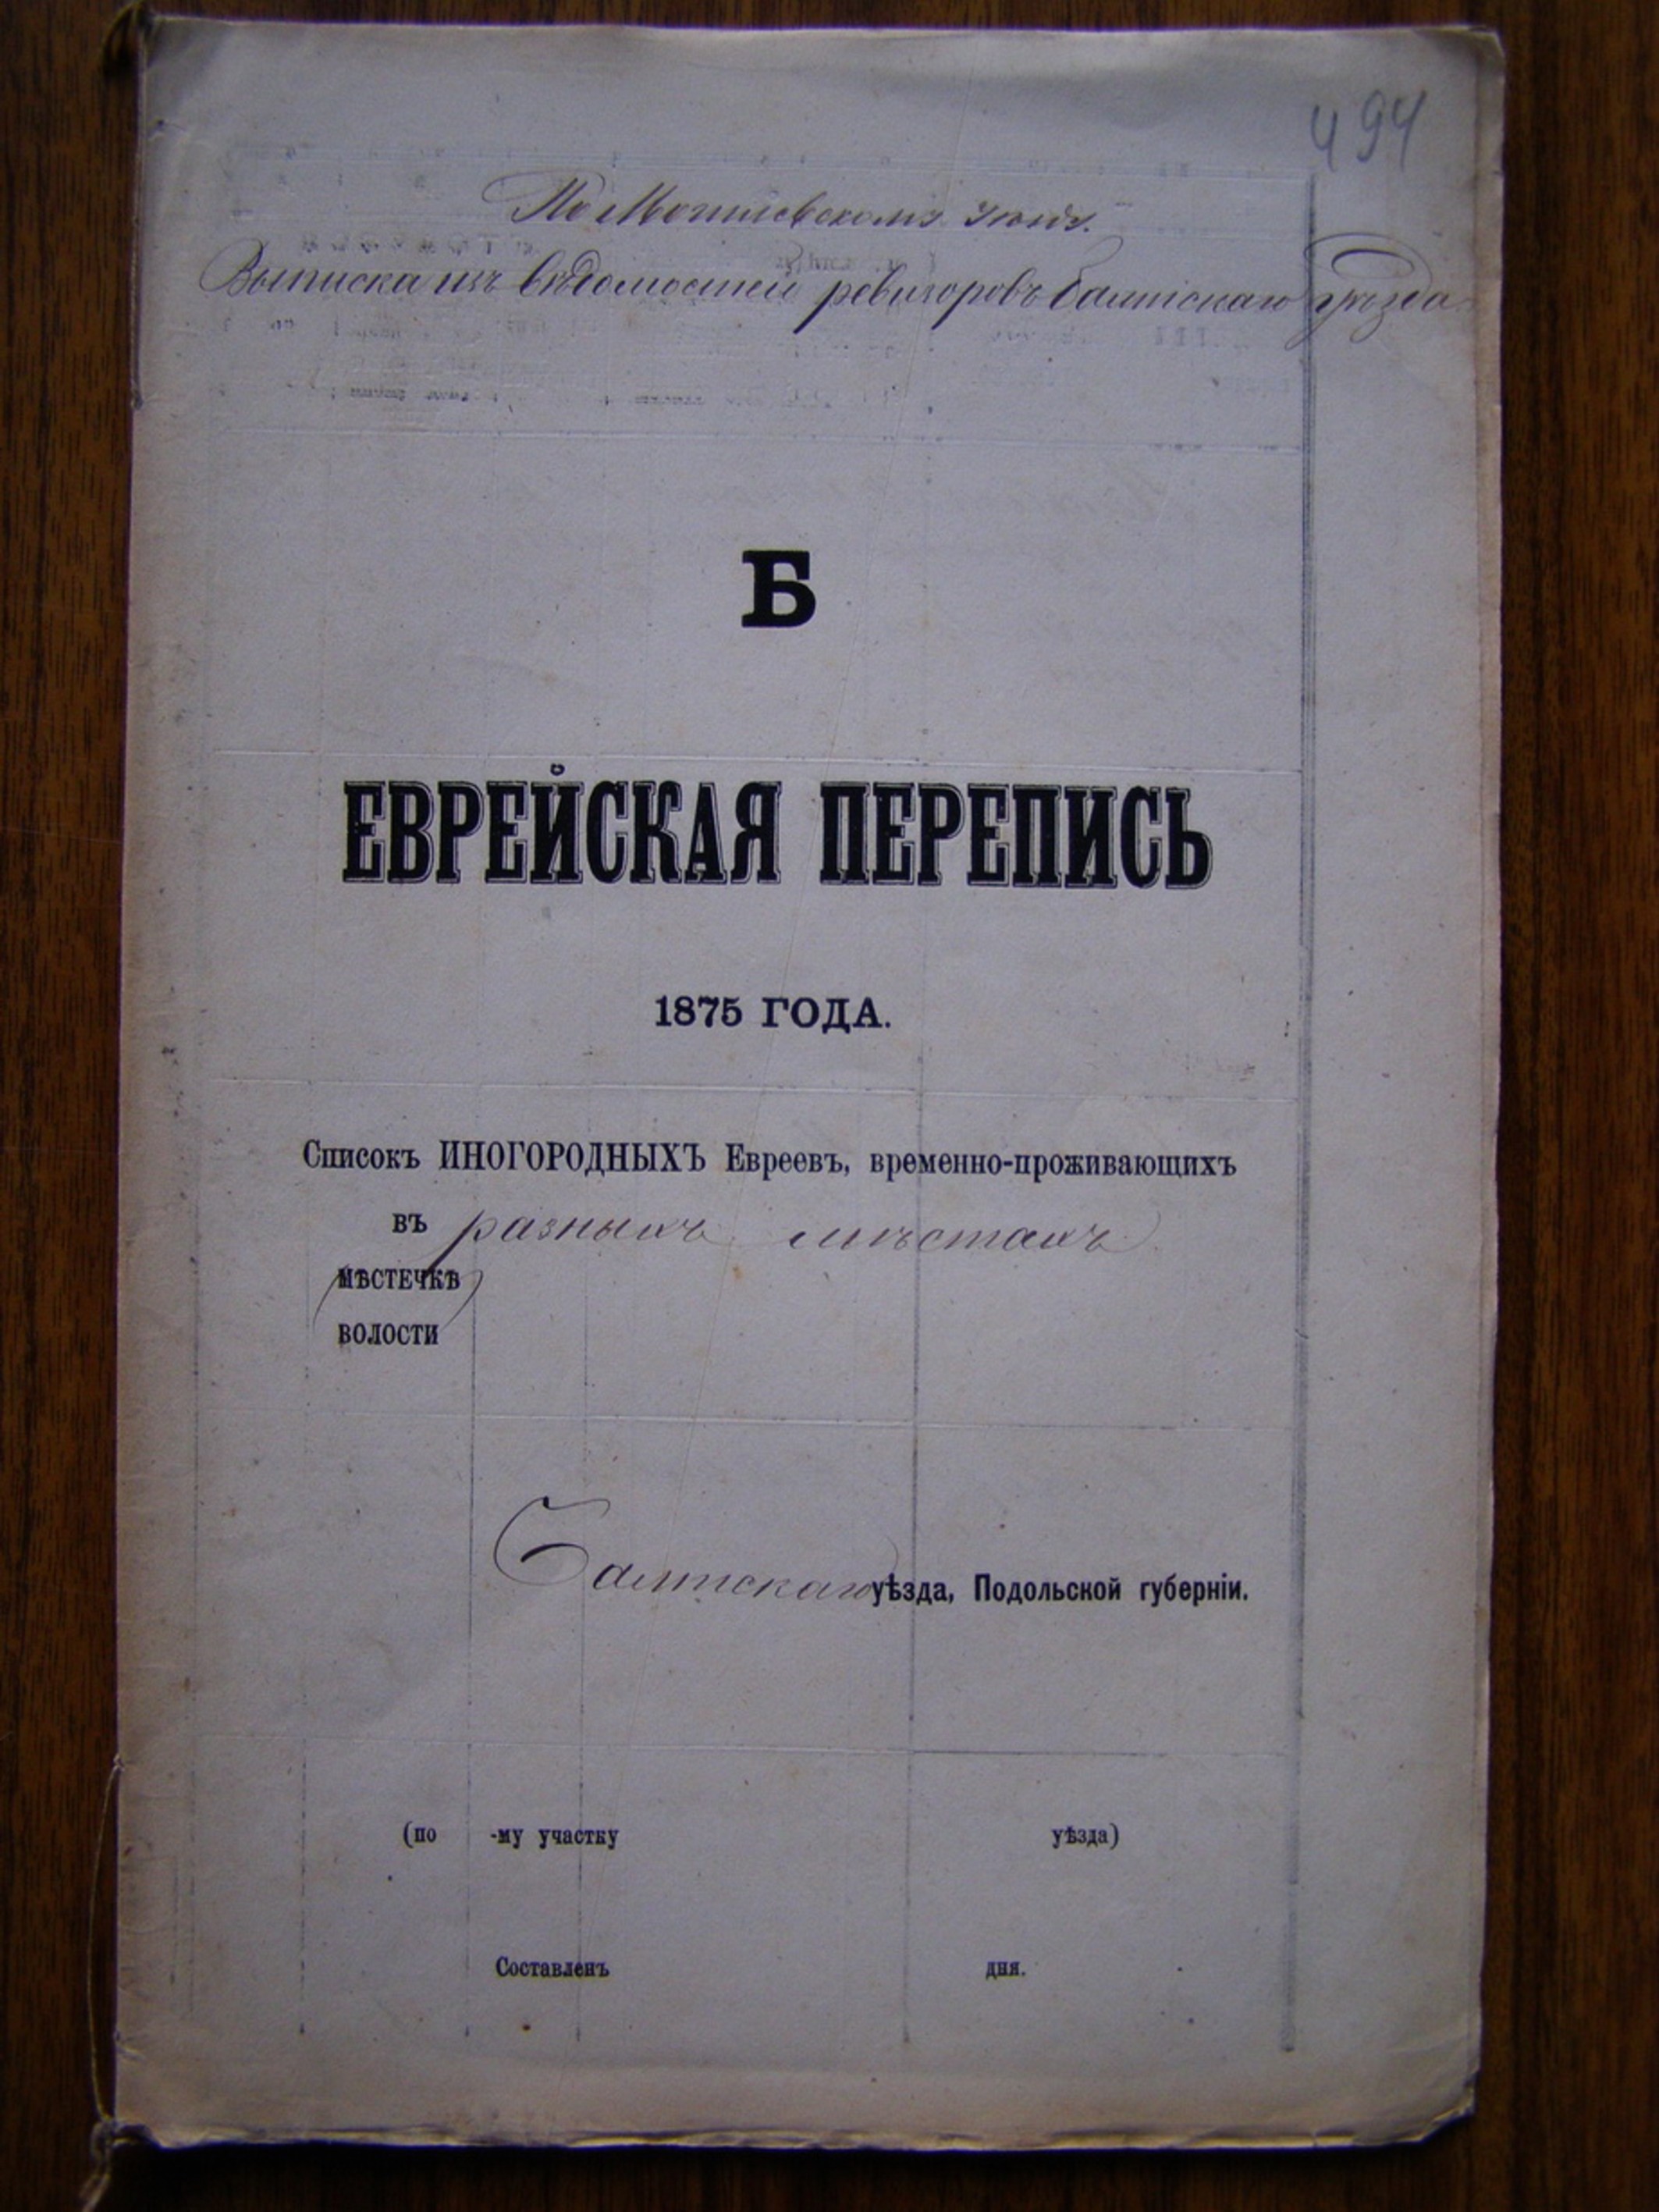 494
По Могилевскому уѣзду.
Выписка изъ вѣдомостей ревизоровъ Балтскаго уѣзда
Б
ЕВРЕЙСКАЯ ПЕРЕПИСЬ
1875 ГОДА.
Списокъ ИНОГОРОДНЫХЪ Евреевъ, временно-проживающихъ
въ разныхъ мѣстахъ
(МѢСТЕЧКѢ)
ВОЛОСТИ
Балтскаго уѣзда, Подольской губерніи.
(по -му участку уѣзда)
Составленъ дня.